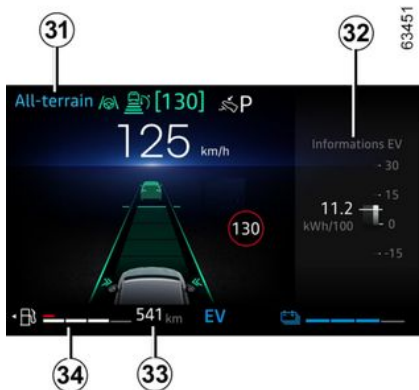 31
32
63451
All-terrain [130] P
125 km/h
Informations EV
30
15
11.2
kWh/100
0
-15
130
541 km EV
34
33